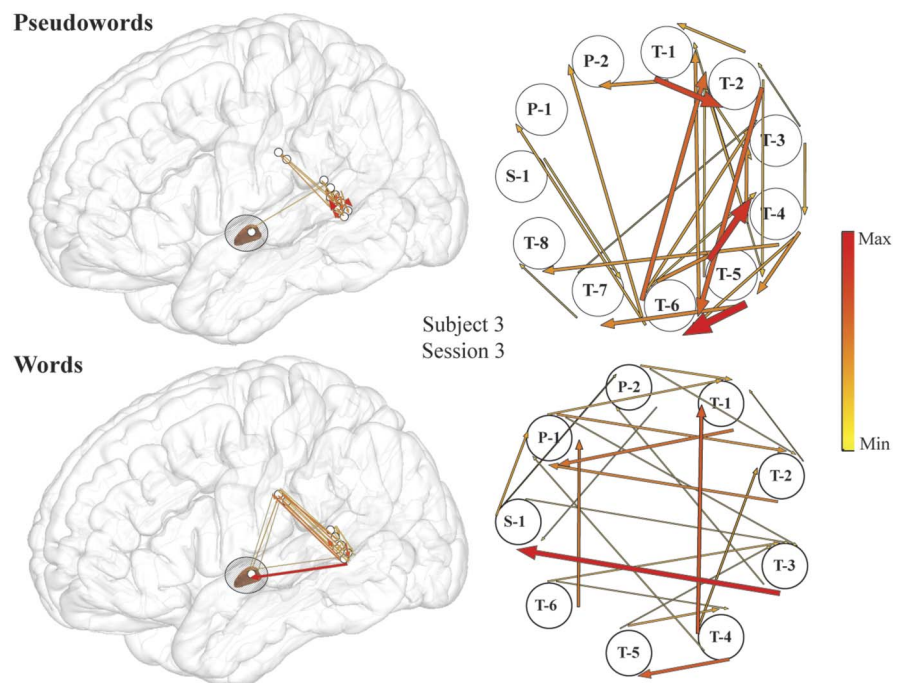 Pseudowords
T-1
P-2
T-2
P-1
T-3
S-1
T-4
T-8
T-5
T-7
T-6
Max
Min
Subject 3
Session 3
Words
P-2
T-1
P-1
T-2
S-1
T-3
T-6
T-4
T-5